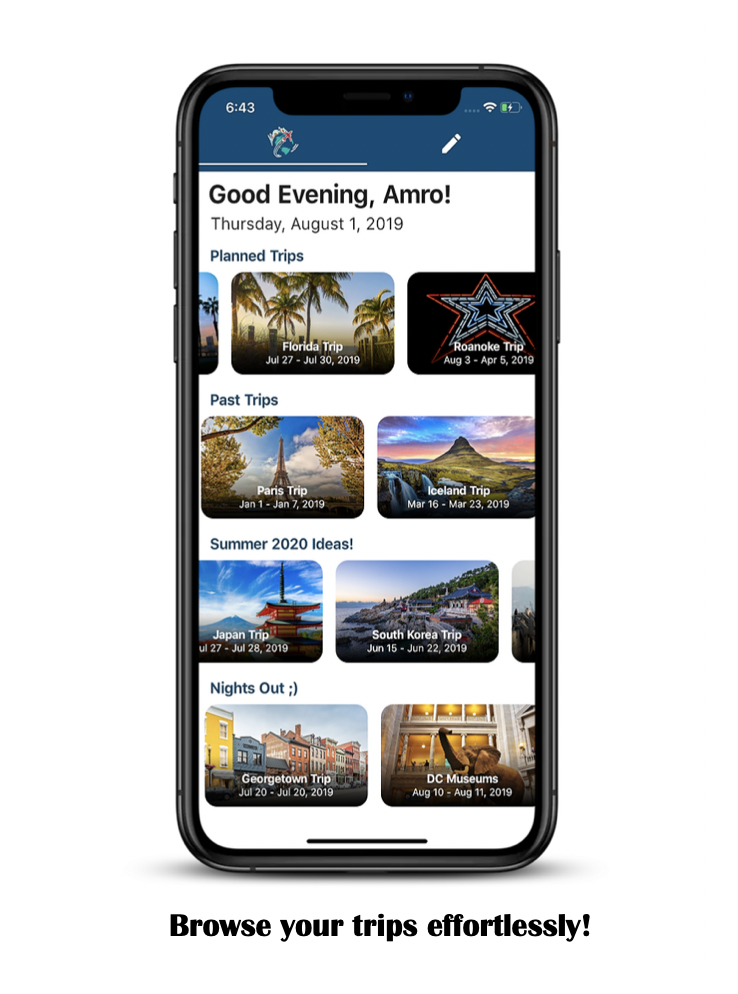 6:43
Good Evening, Amro!
Thursday, August 1, 2019
Planned Trips
Florida Trip
Jul 27 - Jul 30, 2019
Roanoke Trip
Aug 3 - Apr 5, 2019
Past Trips
Paris Trip
Jan 1 - Jan 7, 2019
Iceland Trip
Mar 16 - Mar 23, 2019
Summer 2020 Ideas!
Japan Trip
ul 27 - Jul 28, 2019
South Korea Trip
Jun 15 - Jun 22, 2019
Nights Out ;)
Georgetown Trip
Jul 20 - Jul 20, 2019
DC Museums
Aug 10 - Aug 11, 2019
Browse your trips effortlessly!